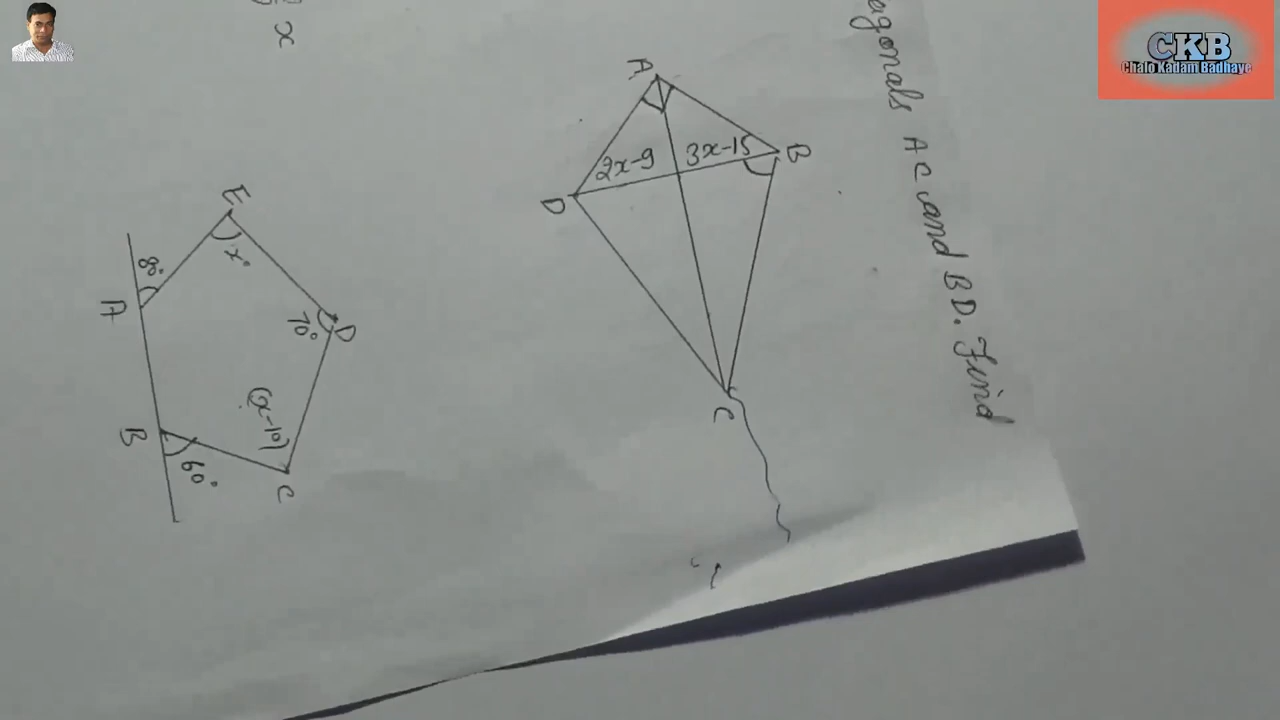 x
agonals AC and BD. Find
A
2x-9
3x-15
B
D
C
E
x°
80°
A
70°
D
(x-10)
B
60°
C
CKB
Chalo Kadam Badhaye